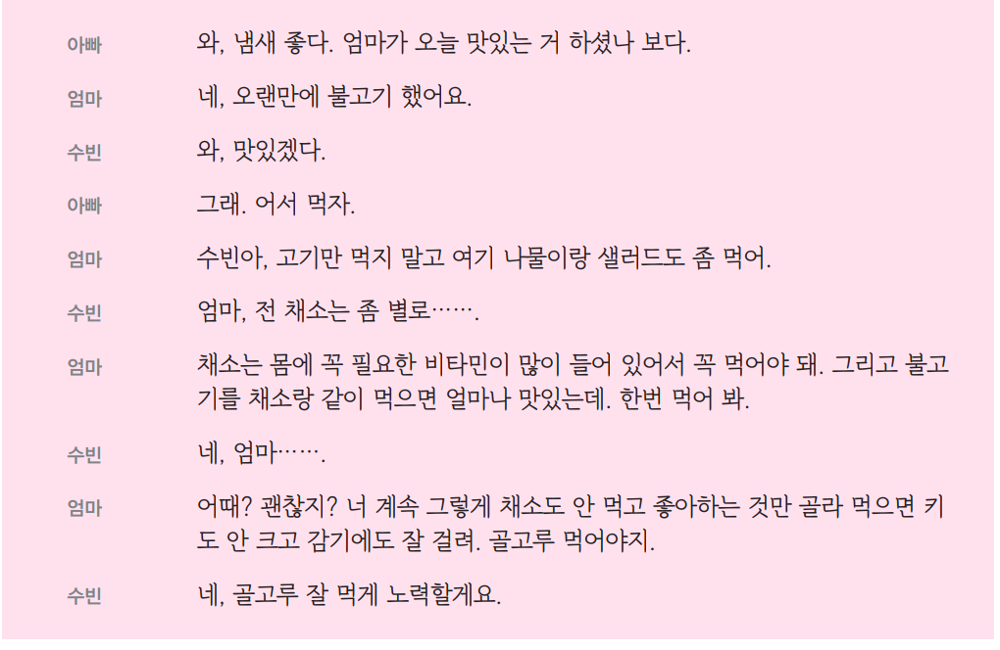 아빠 와, 냄새 좋다. 엄마가 오늘 맛있는 거 하셨나 보다.
엄마 네, 오랜만에 불고기 했어요.
수빈 와, 맛있겠다.
아빠 그래. 어서 먹자.
엄마 수빈아, 고기만 먹지 말고 여기 나물이랑 샐러드도 좀 먹어.
수빈 엄마, 전 채소는 좀 별로…….
엄마 채소는 몸에 꼭 필요한 비타민이 많이 들어 있어서 꼭 먹어야 돼. 그리고 불고
기를 채소랑 같이 먹으면 얼마나 맛있는데. 한번 먹어 봐.
수빈 네, 엄마…….
엄마 어때? 괜찮지? 너 계속 그렇게 채소도 안 먹고 좋아하는 것만 골라 먹으면 키
도 안 크고 감기에도 잘 걸려. 골고루 먹어야지.
수빈 네, 골고루 잘 먹게 노력할게요.